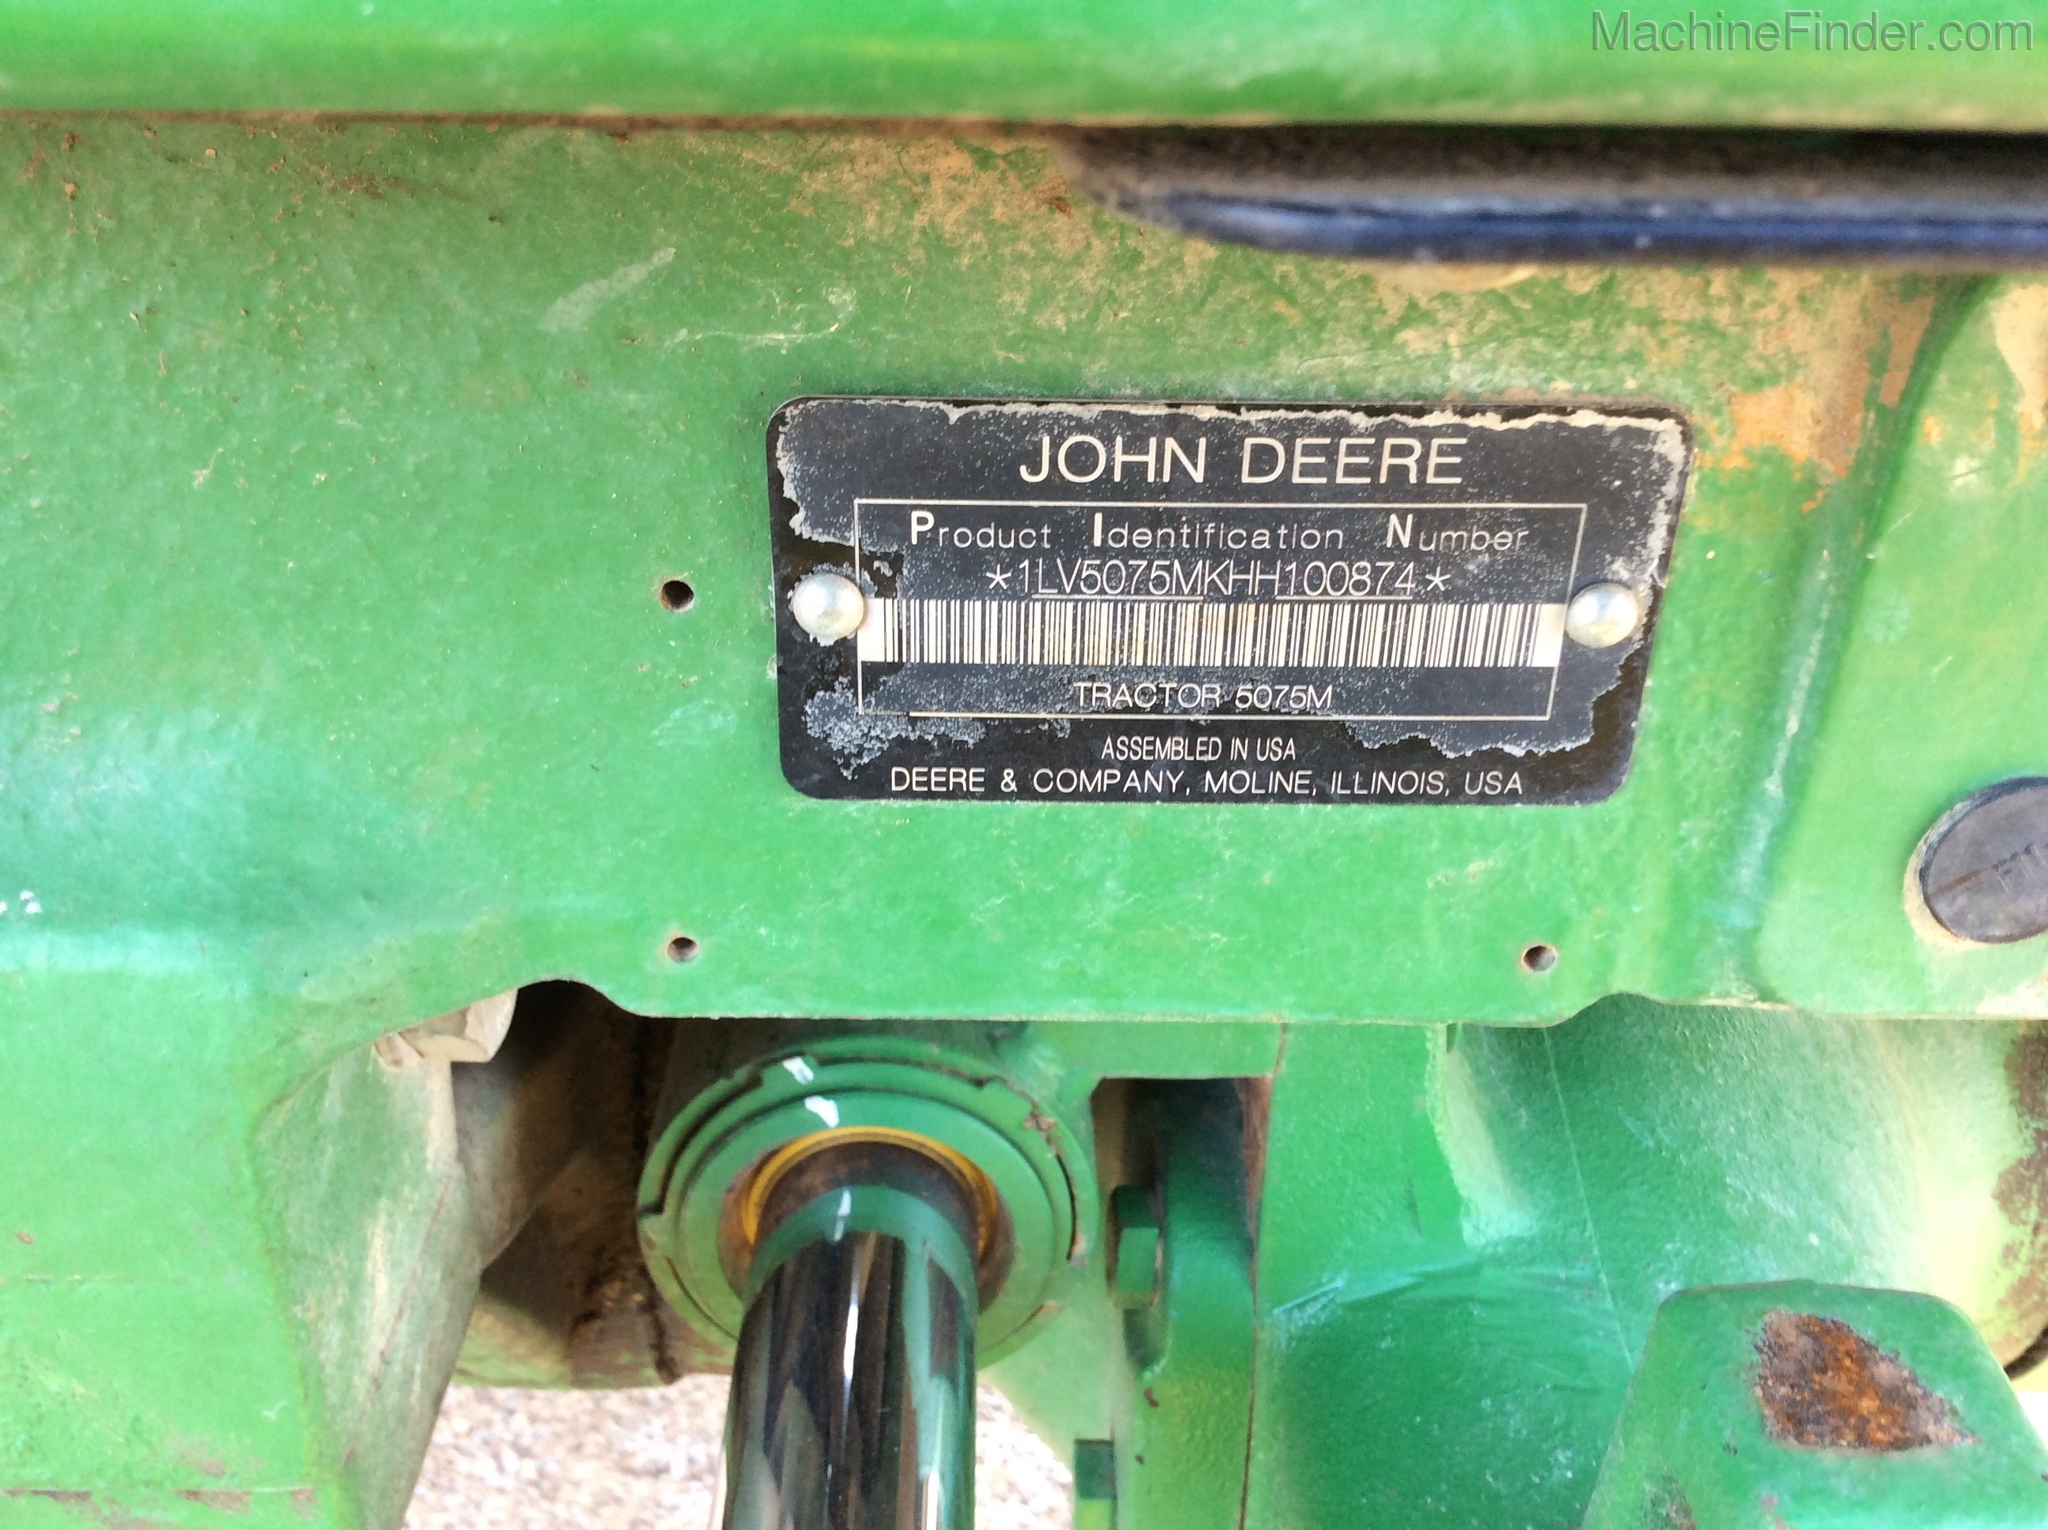 MachineFinder.com
JOHN DEERE
Product Identification Number
*1LV5075MKHH100874*
TRACTOR 5075M
ASSEMBLED IN USA
DEERE & COMPANY, MOLINE, ILLINOIS, USA